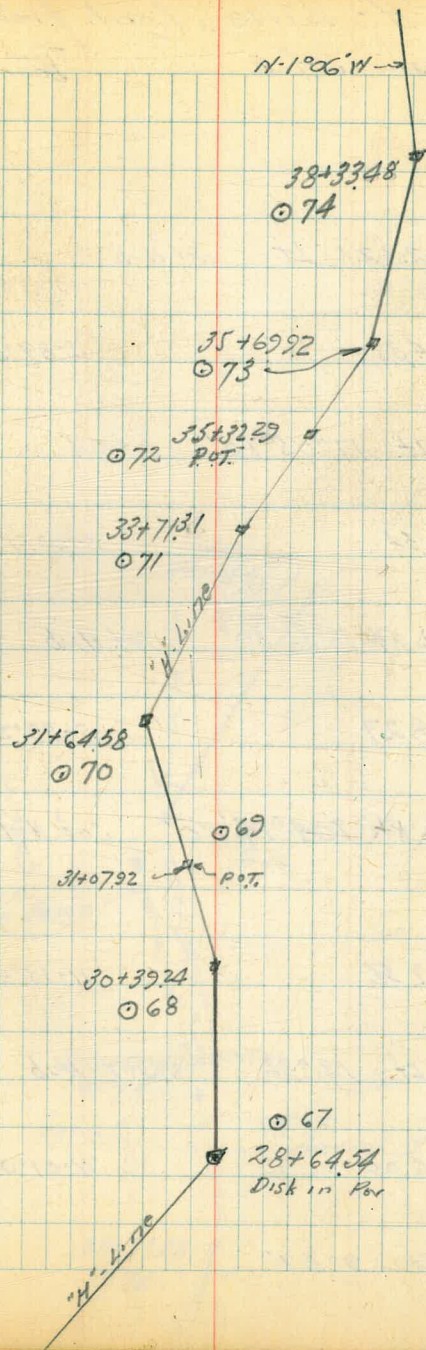 N-1°06'W
38+33.48
⊙ 74
35+69.92
⊙ 73
35+32.29
⊙ 72
P.O.T.
33+71.31
⊙ 71
"H"-Line
31+64.58
⊙ 70
⊙ 69
31+07.92
P.O.T.
30+39.24
⊙ 68
⊙ 67
28+64.54
Disk in Pav
"H"-Line